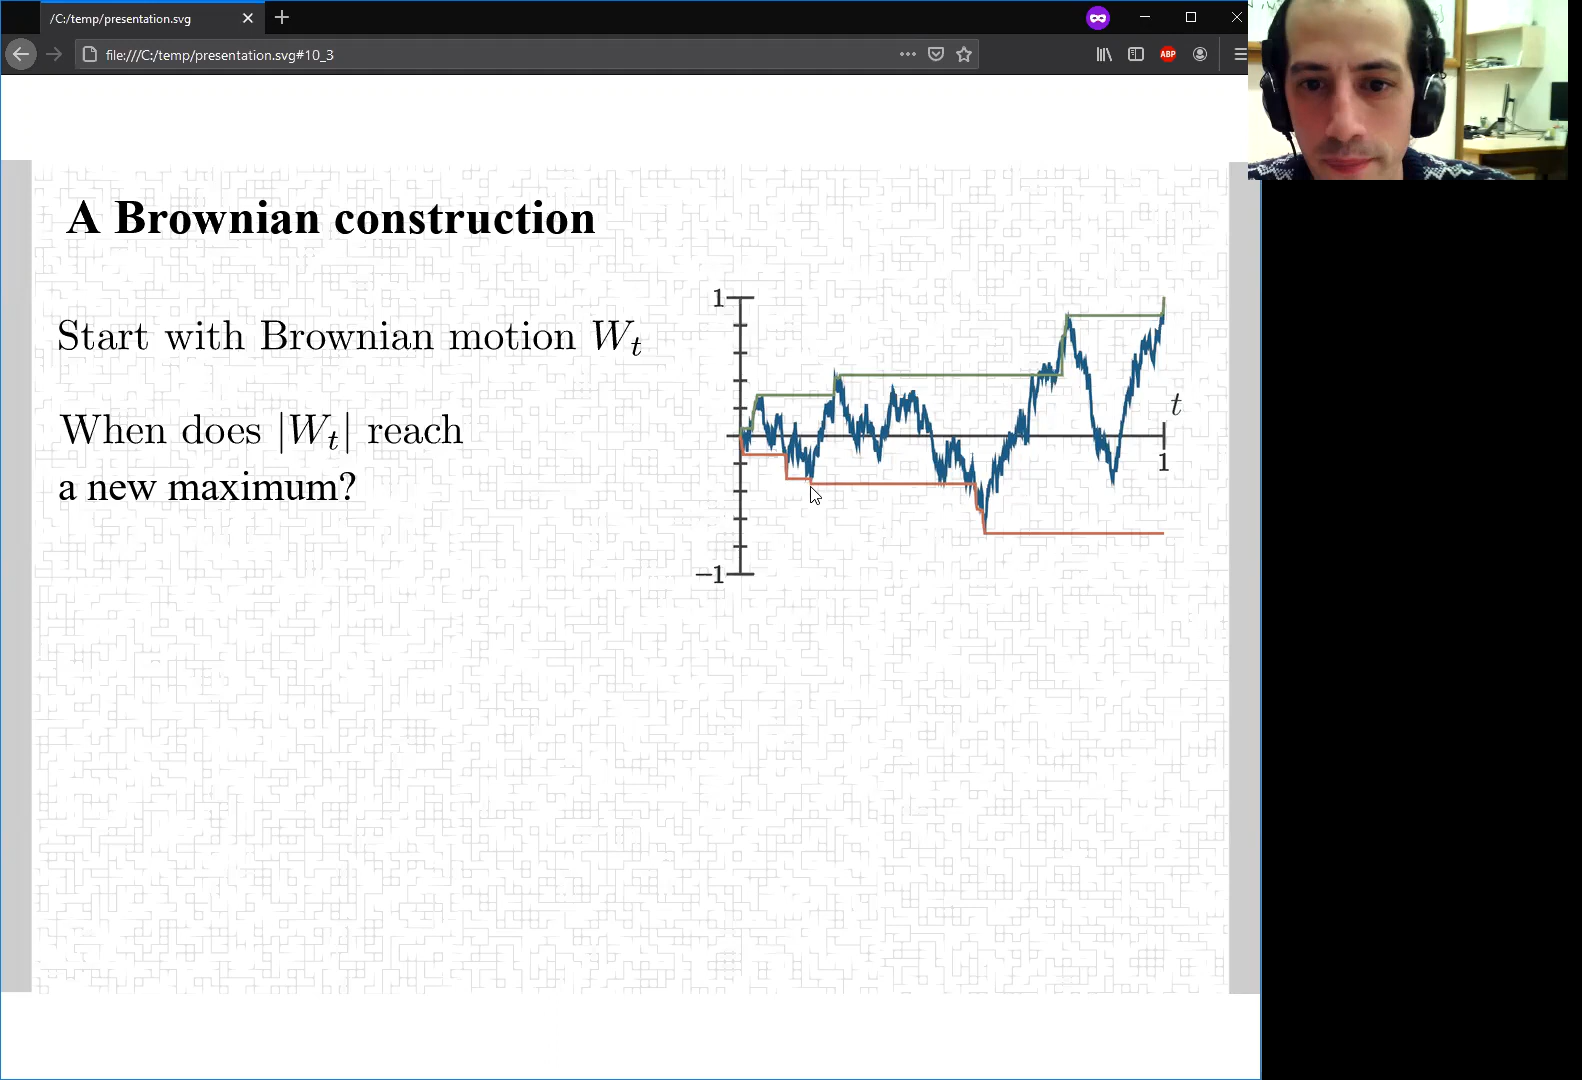 /C:/temp/presentation.svg
file:///C:/temp/presentation.svg#10_3
ABP
A Brownian construction
Start with Brownian motion $W_t$
When does $|W_t|$ reach
a new maximum?
1
t
1
−1